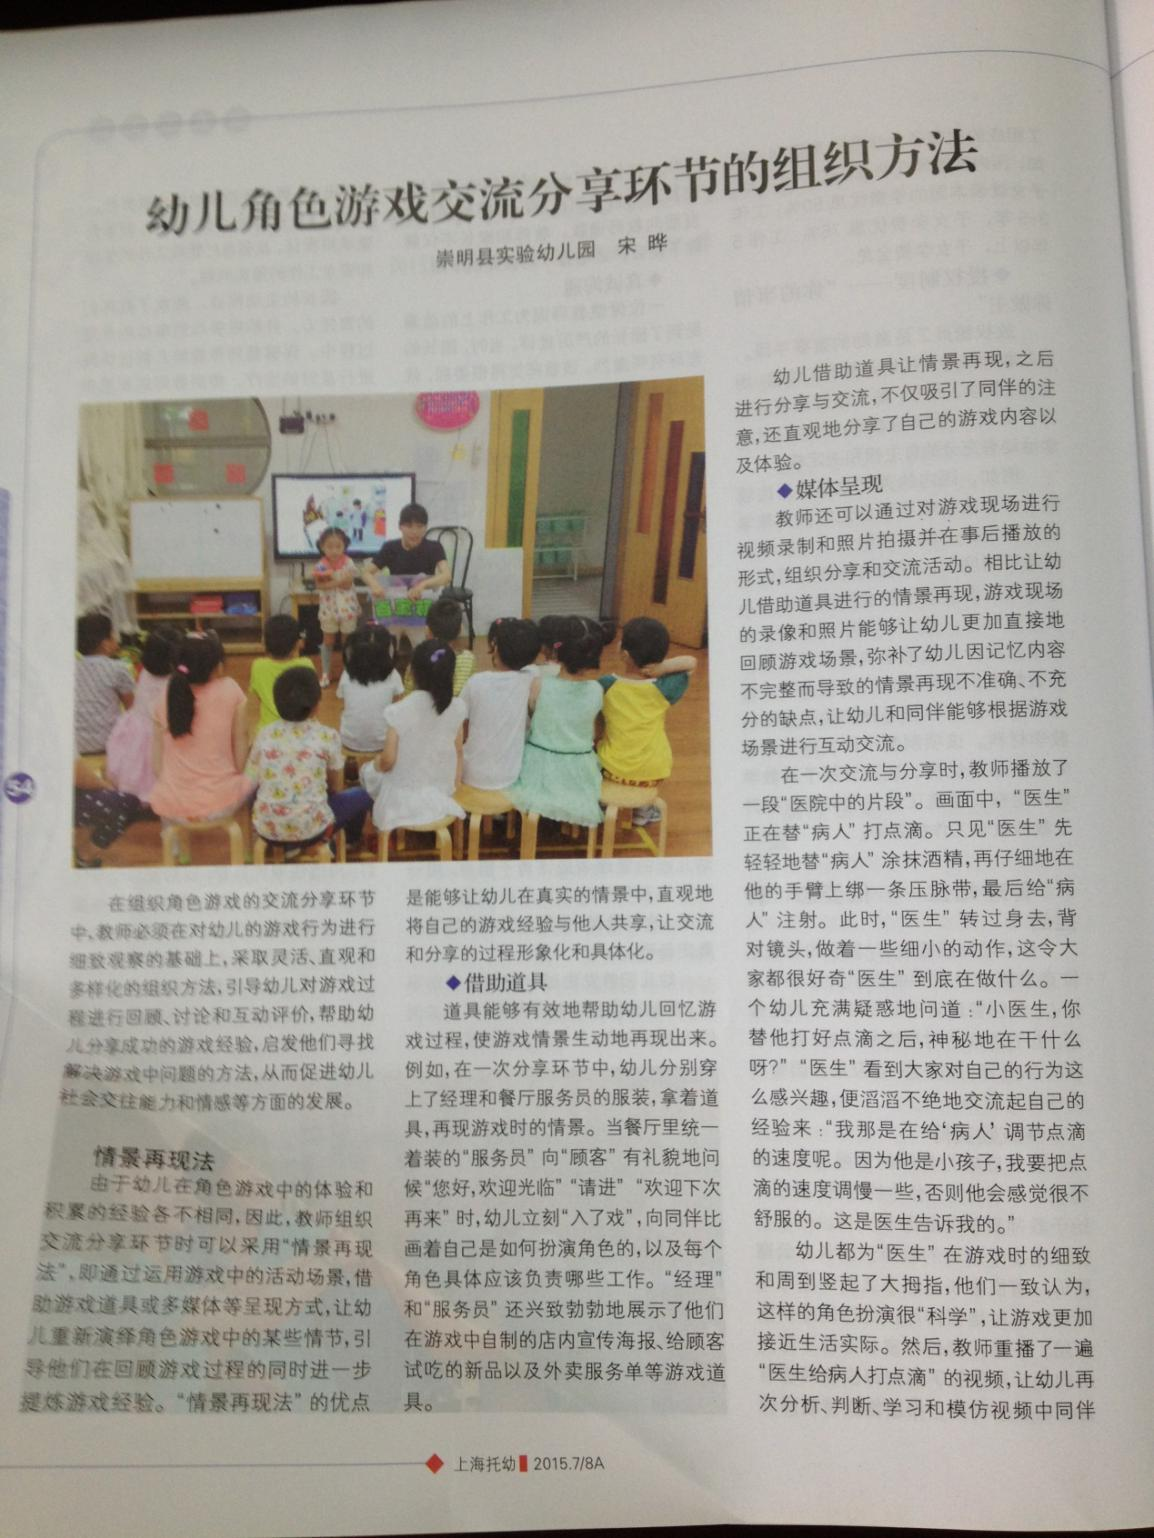 幼儿角色游戏交流分享环节的组织方法
崇明县实验幼儿园 宋 晔
在组织角色游戏的交流分享环节
中,教师必须在对幼儿的游戏行为进行
细致观察的基础上,采取灵活、直观和
多样化的组织方法,引导幼儿对游戏过
程进行回顾、讨论和互动评价,帮助幼
儿分享成功的游戏经验,启发他们寻找
解决游戏中问题的方法,从而促进幼儿
社会交往能力和情感等方面的发展。
情景再现法
由于幼儿在角色游戏中的体验和
积累的经验各不相同,因此,教师组织
交流分享环节时可以采用“情景再现
法”,即通过运用游戏中的活动场景,借
助游戏道具或多媒体等呈现方式,让幼
儿重新演绎角色游戏中的某些情节,引
导他们在回顾游戏过程的同时进一步
提炼游戏经验。“情景再现法”的优点
是能够让幼儿在真实的情景中,直观地
将自己的游戏经验与他人共享,让交流
和分享的过程形象化和具体化。
◆借助道具
道具能够有效地帮助幼儿回忆游
戏过程,使游戏情景生动地再现出来。
例如,在一次分享环节中,幼儿分别穿
上了经理和餐厅服务员的服装,拿着道
具,再现游戏时的情景。当餐厅里统一
着装的“服务员”向“顾客”有礼貌地问
候“您好,欢迎光临”“请进”“欢迎下次
再来”时,幼儿立刻“入了戏”,向同伴比
画着自己是如何扮演角色的,以及每个
角色具体应该负责哪些工作。“经理”
和“服务员”还兴致勃勃地展示了他们
在游戏中自制的店内宣传海报、给顾客
试吃的新品以及外卖服务单等游戏道
具。
幼儿借助道具让情景再现,之后
进行分享与交流,不仅吸引了同伴的注
意,还直观地分享了自己的游戏内容以
及体验。
◆媒体呈现
教师还可以通过对游戏现场进行
视频录制和照片拍摄并在事后播放的
形式,组织分享和交流活动。相比让幼
儿借助道具进行的情景再现,游戏现场
的录像和照片能够让幼儿更加直接地
回顾游戏场景,弥补了幼儿因记忆内容
不完整而导致的情景再现不准确、不充
分的缺点,让幼儿和同伴能够根据游戏
场景进行互动交流。
在一次交流与分享时,教师播放了
一段“医院中的片段”。画面中,“医生”
正在替“病人”打点滴。只见“医生”先
轻轻地替“病人”涂抹酒精,再仔细地在
他的手臂上绑一条压脉带,最后给“病
人”注射。此时,“医生”转过身去,背
对镜头,做着一些细小的动作,这令大
家都很好奇“医生”到底在做什么。一
个幼儿充满疑惑地问道:“小医生,你
替他打好点滴之后,神秘地在干什么
呀?”“医生”看到大家对自己的行为这
么感兴趣,便滔滔不绝地交流起自己的
经验来:“我那是在给‘病人’调节点滴
的速度呢。因为他是小孩子,我要把点
滴的速度调慢一些,否则他会感觉很不
舒服的。这是医生告诉我的。”
幼儿都为“医生”在游戏时的细致
和周到竖起了大拇指,他们一致认为,
这样的角色扮演很“科学”,让游戏更加
接近生活实际。然后,教师重播了一遍
“医生给病人打点滴”的视频,让幼儿再
次分析、判断、学习和模仿视频中同伴
54
上海托幼 2015.7/8A